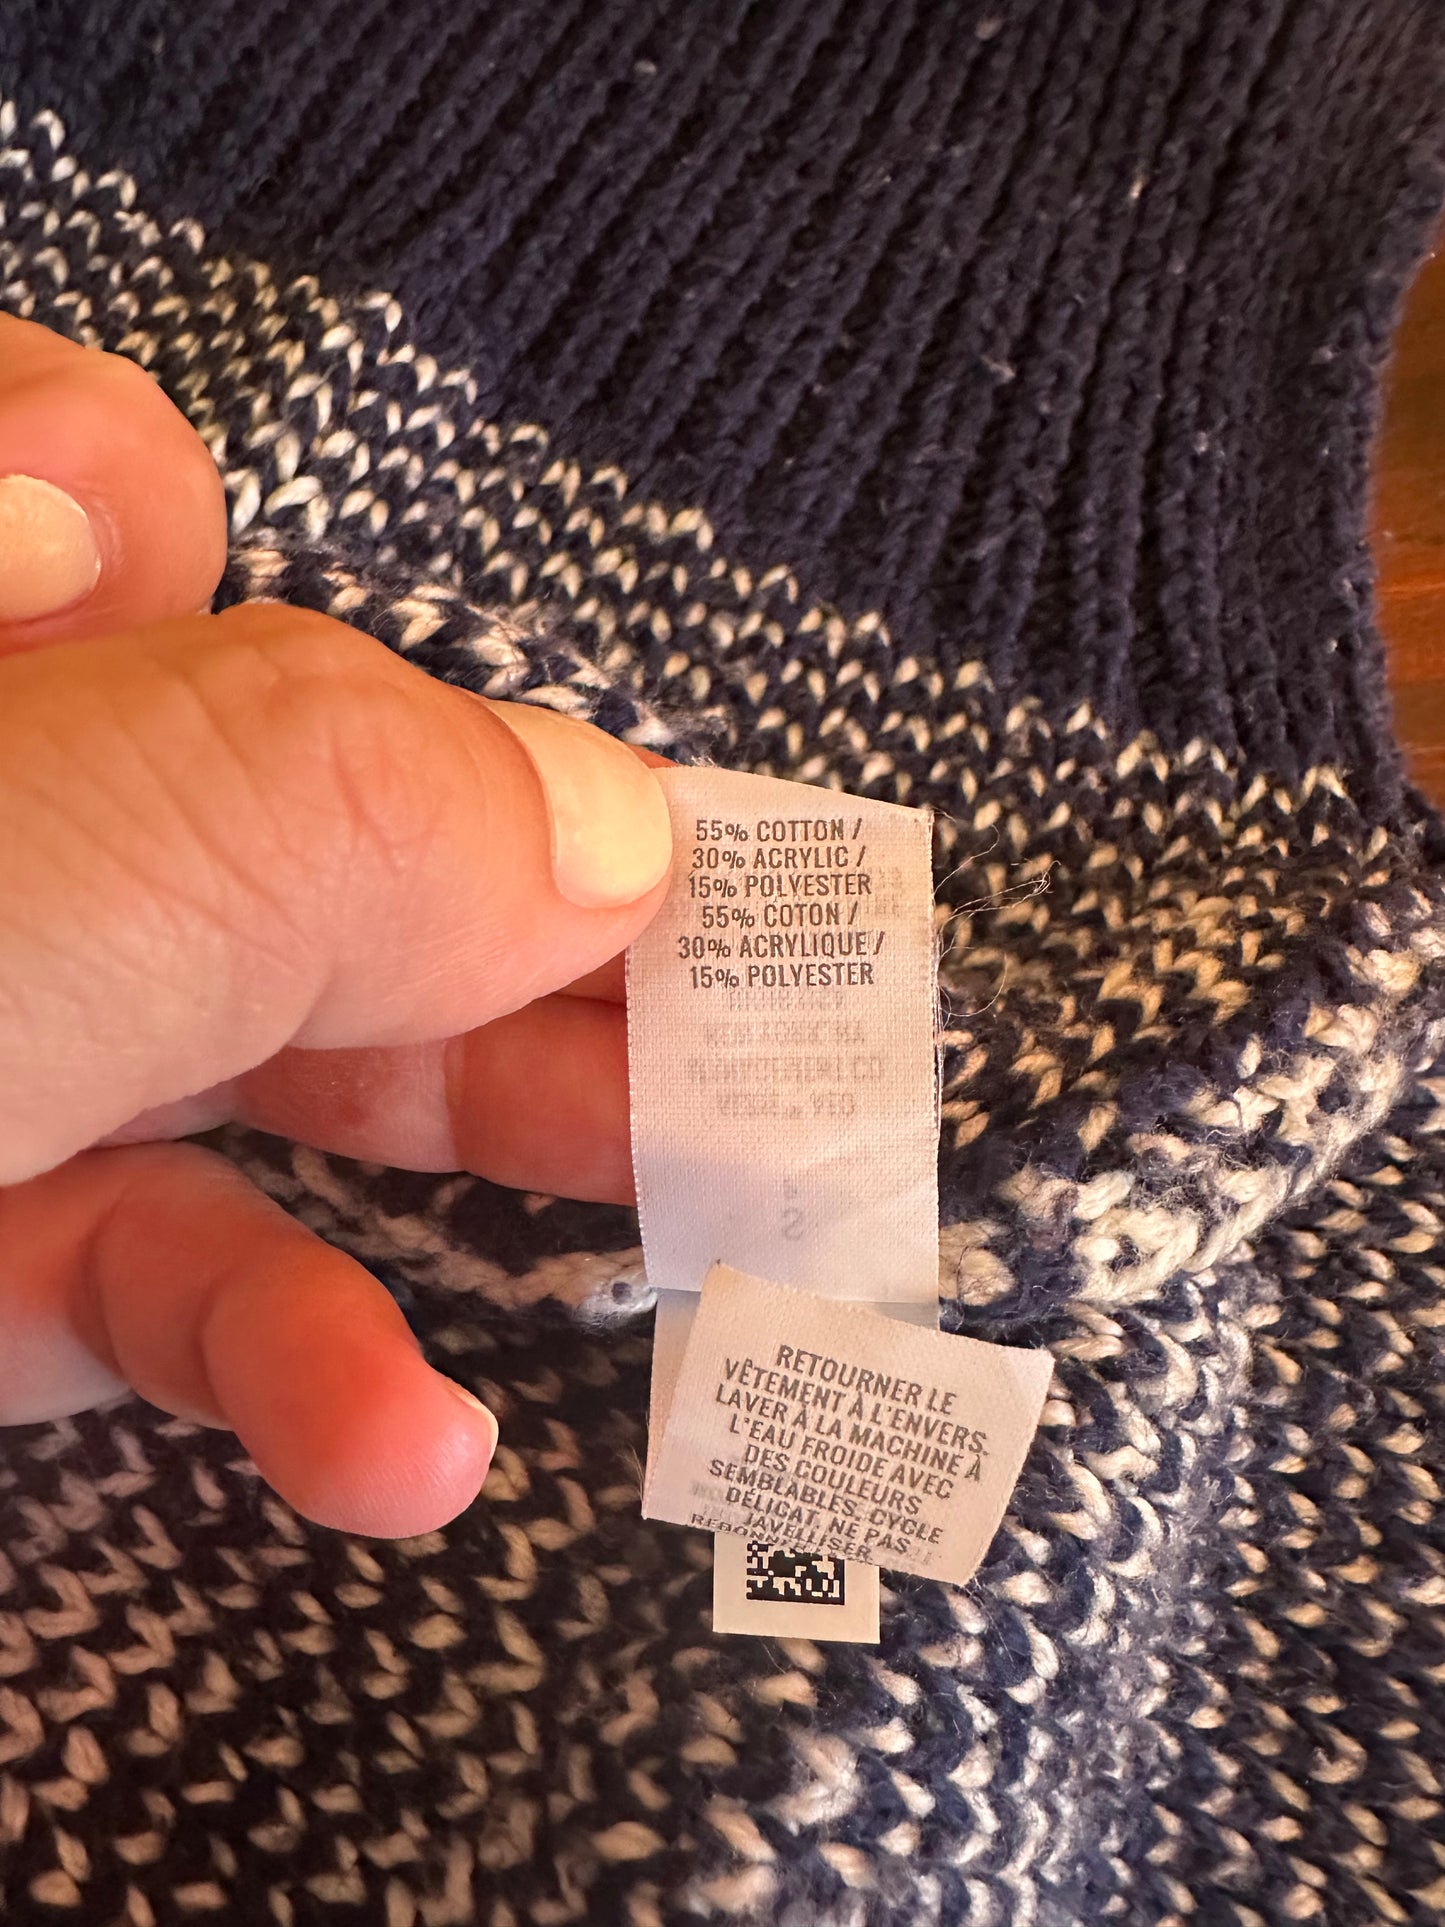 55% COTTON /
30% ACRYLIC /
15% POLYESTER
55% COTON /
30% ACRYLIQUE /
15% POLYESTER
S
RETOURNER LE
VÊTEMENT À L'ENVERS.
LAVER À LA MACHINE À
L'EAU FROIDE AVEC
DES COULEURS
SEMBLABLES. CYCLE
DÉLICAT. NE PAS
JAVELLISER.